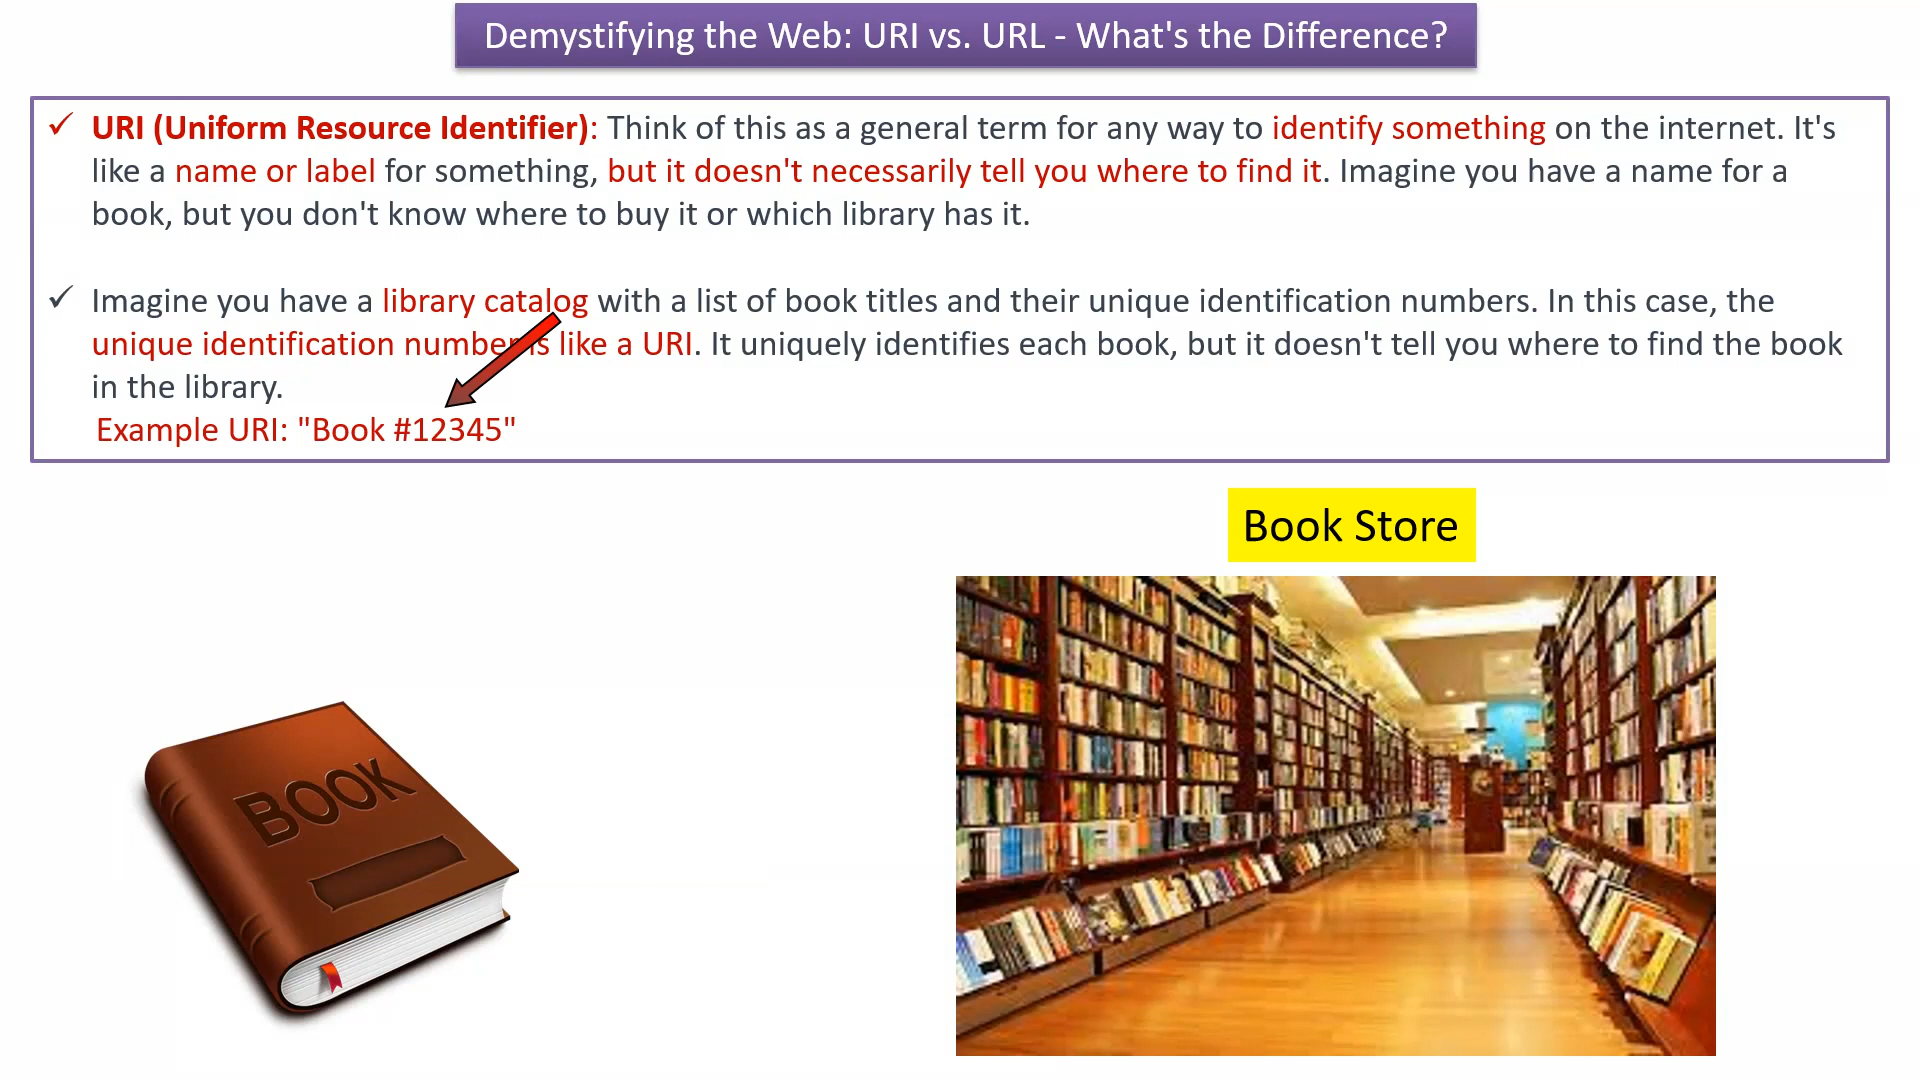 Demystifying the Web: URI vs. URL - What's the Difference?
✓ URI (Uniform Resource Identifier): Think of this as a general term for any way to identify something on the internet. It's
like a name or label for something, but it doesn't necessarily tell you where to find it. Imagine you have a name for a
book, but you don't know where to buy it or which library has it.
✓ Imagine you have a library catalog with a list of book titles and their unique identification numbers. In this case, the
unique identification number is like a URI. It uniquely identifies each book, but it doesn't tell you where to find the book
in the library.
Example URI: "Book #12345"
Book Store
BOOK